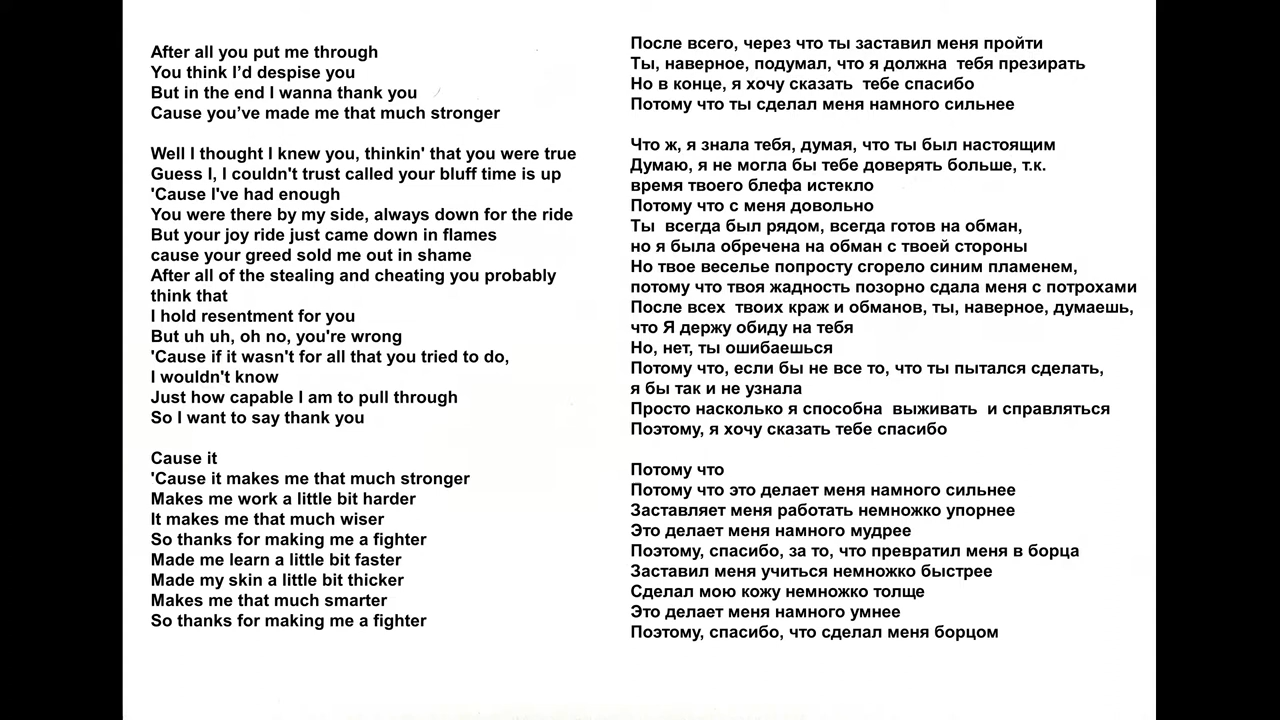 After all you put me through
You think I’d despise you
But in the end I wanna thank you
Cause you’ve made me that much stronger
Well I thought I knew you, thinkin' that you were true
Guess I, I couldn't trust called your bluff time is up
'Cause I've had enough
You were there by my side, always down for the ride
But your joy ride just came down in flames
cause your greed sold me out in shame
After all of the stealing and cheating you probably
think that
I hold resentment for you
But uh uh, oh no, you're wrong
'Cause if it wasn't for all that you tried to do,
I wouldn't know
Just how capable I am to pull through
So I want to say thank you
Cause it
'Cause it makes me that much stronger
Makes me work a little bit harder
It makes me that much wiser
So thanks for making me a fighter
Made me learn a little bit faster
Made my skin a little bit thicker
Makes me that much smarter
So thanks for making me a fighter
После всего, через что ты заставил меня пройти
Ты, наверное, подумал, что я должна тебя презирать
Но в конце, я хочу сказать тебе спасибо
Потому что ты сделал меня намного сильнее
Что ж, я знала тебя, думая, что ты был настоящим
Думаю, я не могла бы тебе доверять больше, т.к.
время твоего блефа истекло
Потому что с меня довольно
Ты всегда был рядом, всегда готов на обман,
но я была обречена на обман с твоей стороны
Но твое веселье попросту сгорело синим пламенем,
потому что твоя жадность позорно сдала меня с потрохами
После всех твоих краж и обманов, ты, наверное, думаешь,
что Я держу обиду на тебя
Но, нет, ты ошибаешься
Потому что, если бы не все то, что ты пытался сделать,
я бы так и не узнала
Просто насколько я способна выживать и справляться
Поэтому, я хочу сказать тебе спасибо
Потому что
Потому что это делает меня намного сильнее
Заставляет меня работать немножко упорнее
Это делает меня намного мудрее
Поэтому, спасибо, за то, что превратил меня в борца
Заставил меня учиться немножко быстрее
Сделал мою кожу немножко толще
Это делает меня намного умнее
Поэтому, спасибо, что сделал меня борцом